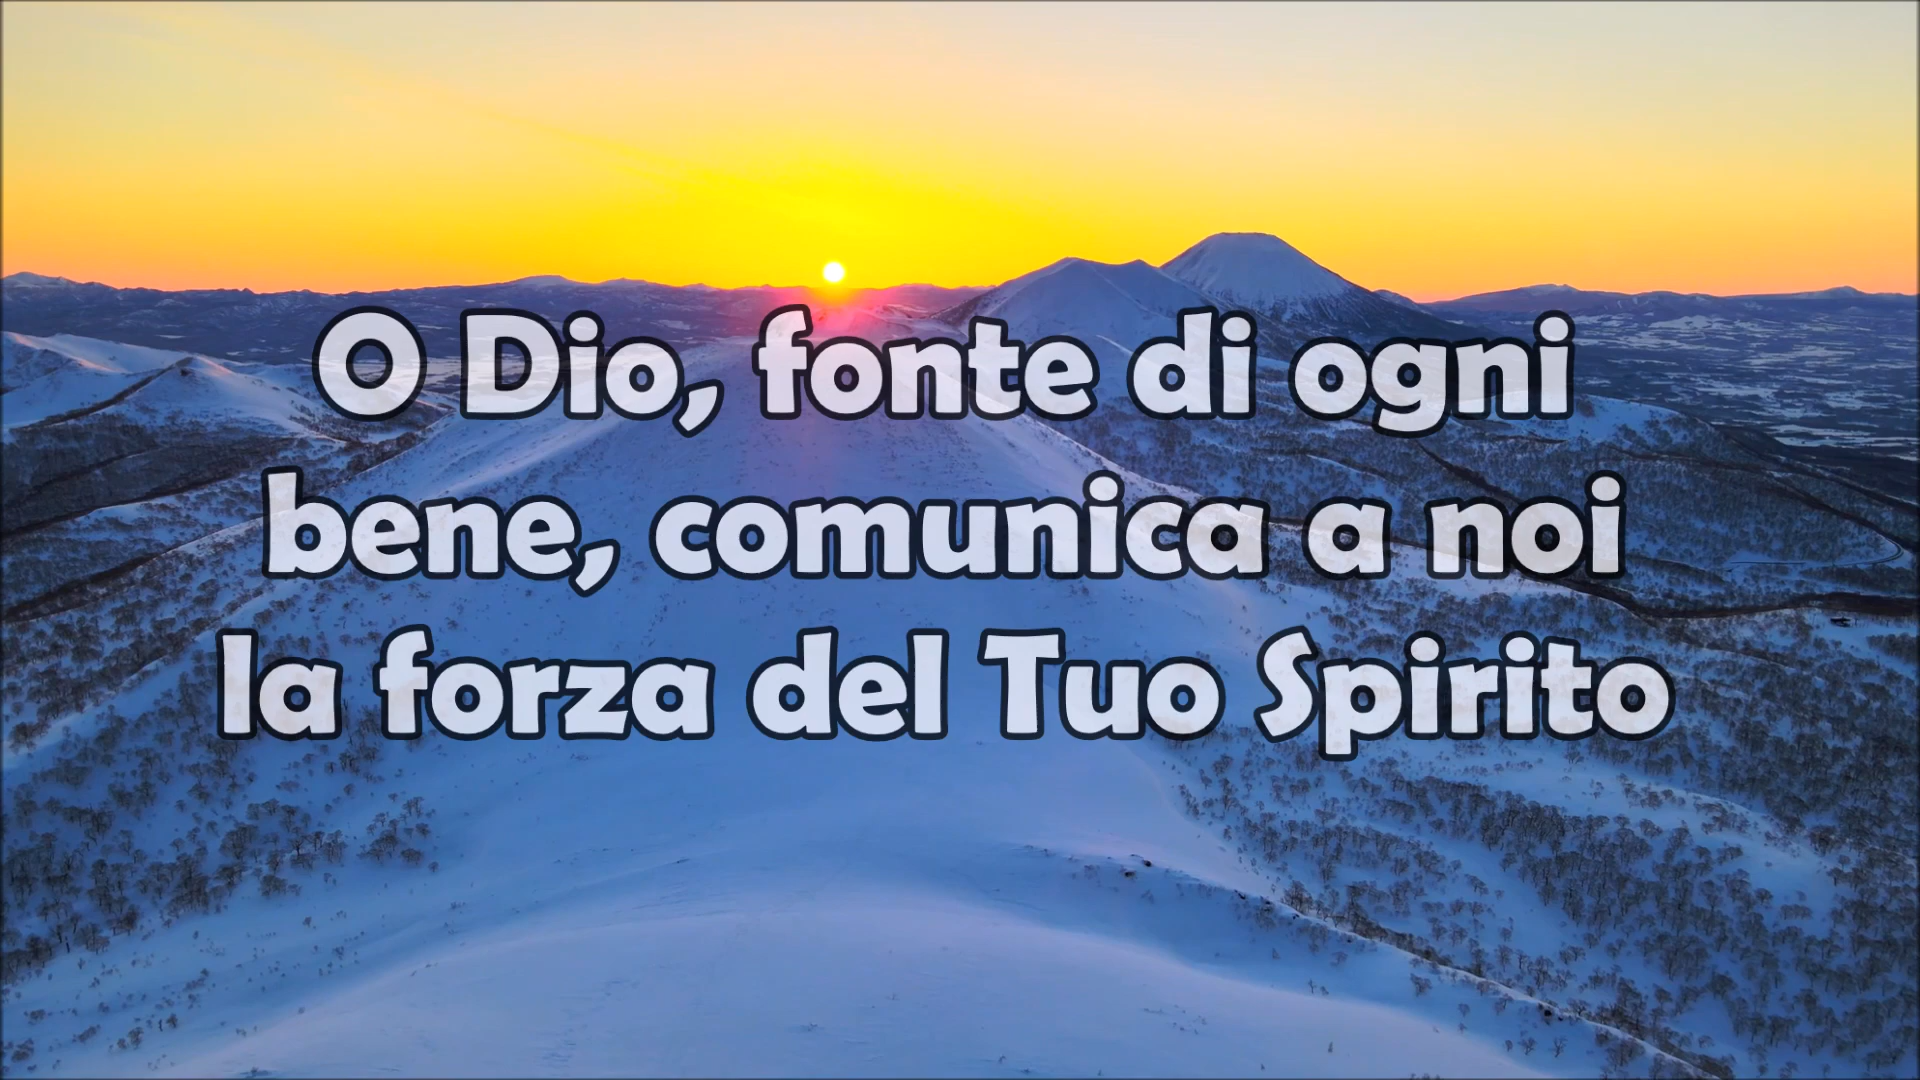 O Dio, fonte di ogni
bene, comunica a noi
la forza del Tuo Spirito